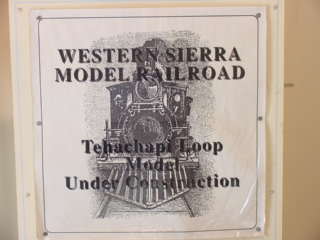 WESTERN SIERRA
MODEL RAILROAD
Tehachapi Loop
Model
Under Construction